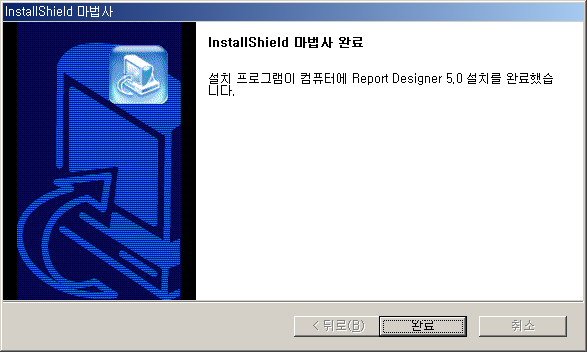 InstallShield 마법사
InstallShield 마법사 완료
설치 프로그램이 컴퓨터에 Report Designer 5,0 설치를 완료했습
니다.
< 뒤로(B)
완료
취소